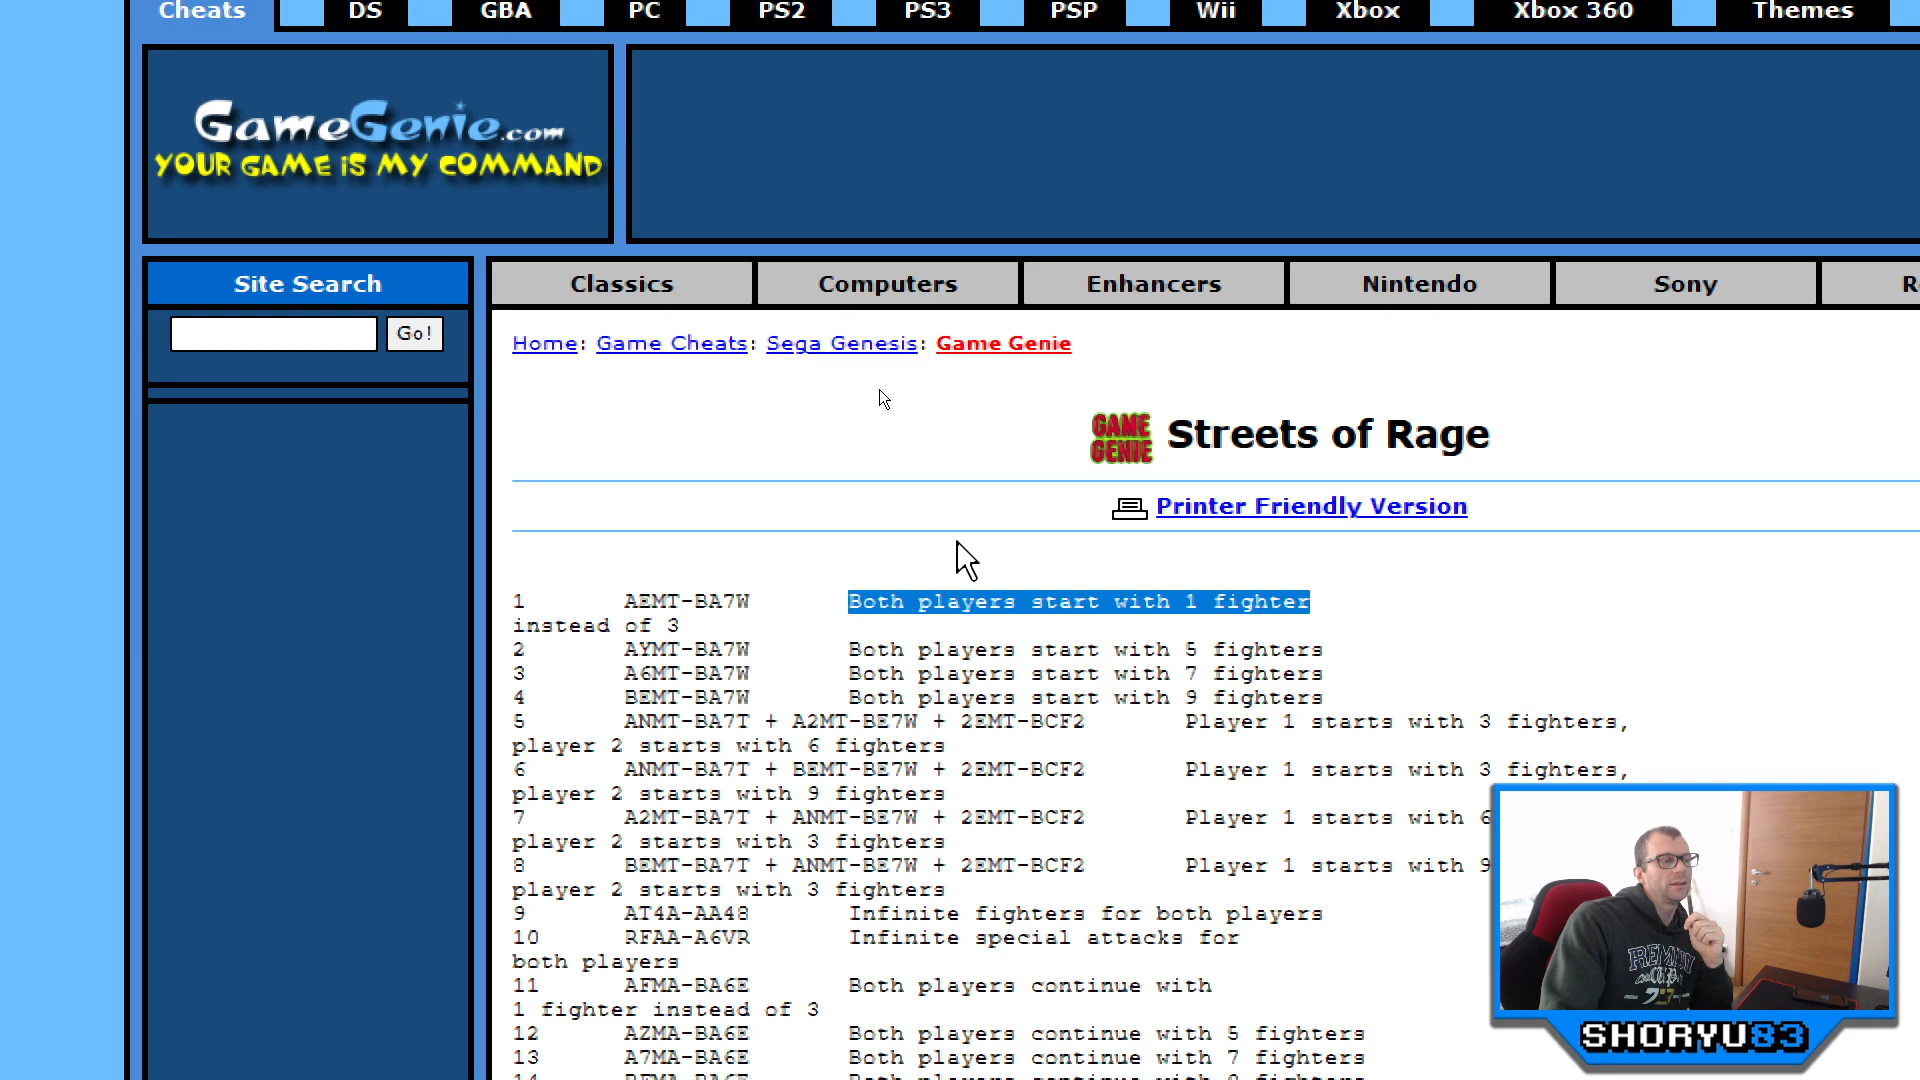 Cheats DS GBA PC PS2 PS3 PSP Wii Xbox Xbox 360 Themes
GameGenie.com
YOUR GAME iS MY COMMAND
Site Search
Go!
Classics Computers Enhancers Nintendo Sony R
Home: Game Cheats: Sega Genesis: Game Genie
GAME GENIE
Streets of Rage
Printer Friendly Version
1 AEMT-BA7W Both players start with 1 fighter
instead of 3
2 AYMT-BA7W Both players start with 5 fighters
3 A6MT-BA7W Both players start with 7 fighters
4 BEMT-BA7W Both players start with 9 fighters
5 ANMT-BA7T + A2MT-BE7W + 2EMT-BCF2 Player 1 starts with 3 fighters,
player 2 starts with 6 fighters
6 ANMT-BA7T + BEMT-BE7W + 2EMT-BCF2 Player 1 starts with 3 fighters,
player 2 starts with 9 fighters
7 A2MT-BA7T + ANMT-BE7W + 2EMT-BCF2 Player 1 starts with 6
player 2 starts with 3 fighters
8 BEMT-BA7T + ANMT-BE7W + 2EMT-BCF2 Player 1 starts with 9
player 2 starts with 3 fighters
9 AT4A-AA48 Infinite fighters for both players
10 RFAA-A6VR Infinite special attacks for
both players
11 AFMA-BA6E Both players continue with
1 fighter instead of 3
12 AZMA-BA6E Both players continue with 5 fighters
13 A7MA-BA6E Both players continue with 7 fighters
SHORYU83